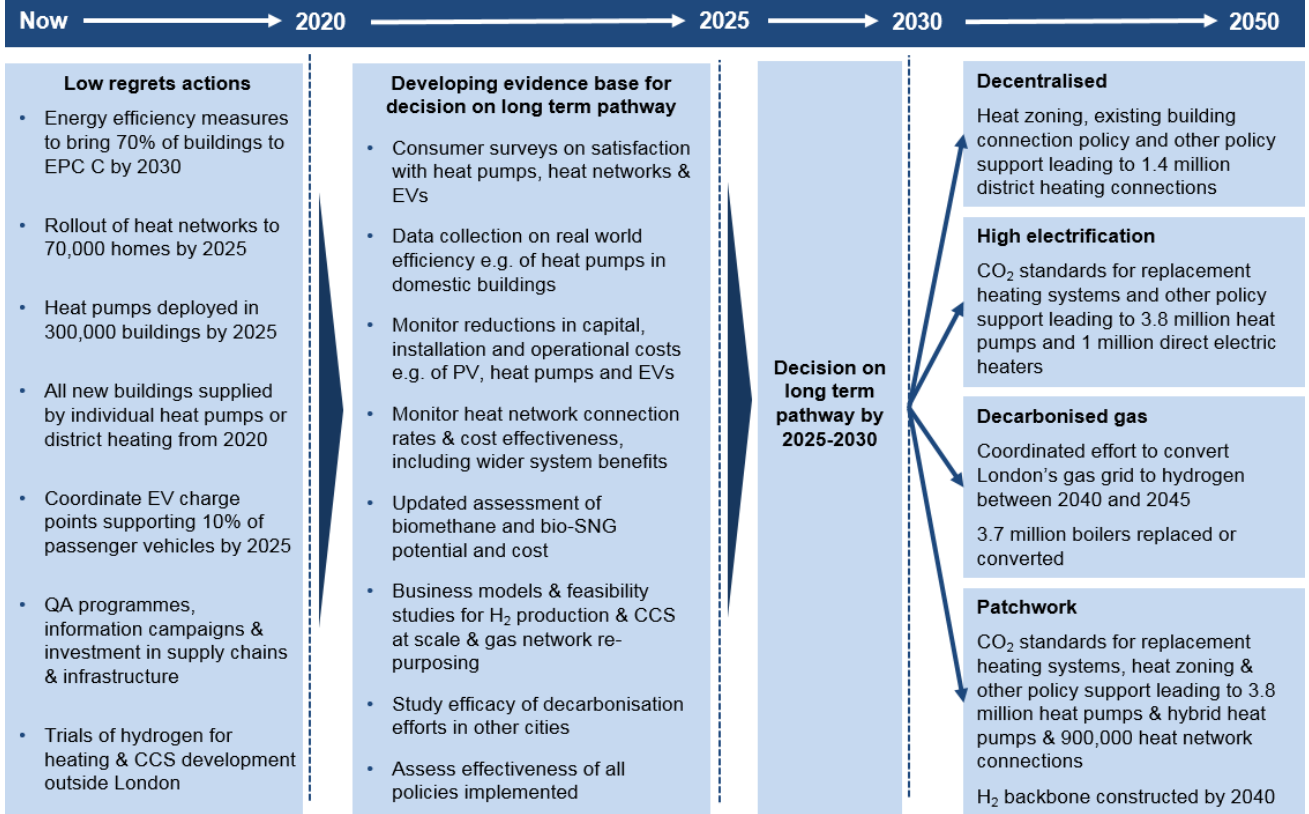 Now
2020
2025
2030
2050
Low regrets actions
• Energy efficiency measures
to bring 70% of buildings to
EPC C by 2030
• Rollout of heat networks to
70,000 homes by 2025
• Heat pumps deployed in
300,000 buildings by 2025
• All new buildings supplied
by individual heat pumps or
district heating from 2020
• Coordinate EV charge
points supporting 10% of
passenger vehicles by 2025
• QA programmes,
information campaigns &
investment in supply chains
& infrastructure
• Trials of hydrogen for
heating & CCS development
outside London
Developing evidence base for
decision on long term pathway
• Consumer surveys on satisfaction
with heat pumps, heat networks &
EVs
• Data collection on real world
efficiency e.g. of heat pumps in
domestic buildings
• Monitor reductions in capital,
installation and operational costs
e.g. of PV, heat pumps and EVs
• Monitor heat network connection
rates & cost effectiveness,
including wider system benefits
• Updated assessment of
biomethane and bio-SNG
potential and cost
• Business models & feasibility
studies for H₂ production & CCS
at scale & gas network re-
purposing
• Study efficacy of decarbonisation
efforts in other cities
• Assess effectiveness of all
policies implemented
Decision on
long term
pathway by
2025-2030
Decentralised
Heat zoning, existing building
connection policy and other policy
support leading to 1.4 million
district heating connections
High electrification
CO₂ standards for replacement
heating systems and other policy
support leading to 3.8 million heat
pumps and 1 million direct electric
heaters
Decarbonised gas
Coordinated effort to convert
London’s gas grid to hydrogen
between 2040 and 2045
3.7 million boilers replaced or
converted
Patchwork
CO₂ standards for replacement
heating systems, heat zoning &
other policy support leading to 3.8
million heat pumps & hybrid heat
pumps & 900,000 heat network
connections
H₂ backbone constructed by 2040